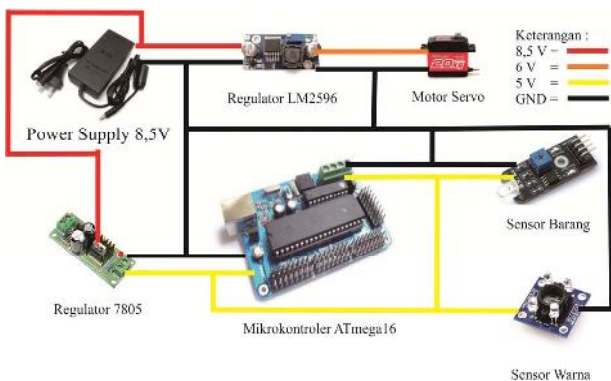 Keterangan :
8,5 V =
6 V =
5 V =
GND =
Regulator LM2596
Motor Servo
Power Supply 8,5V
Sensor Barang
Regulator 7805
Mikrokontroler ATmega16
Sensor Warna